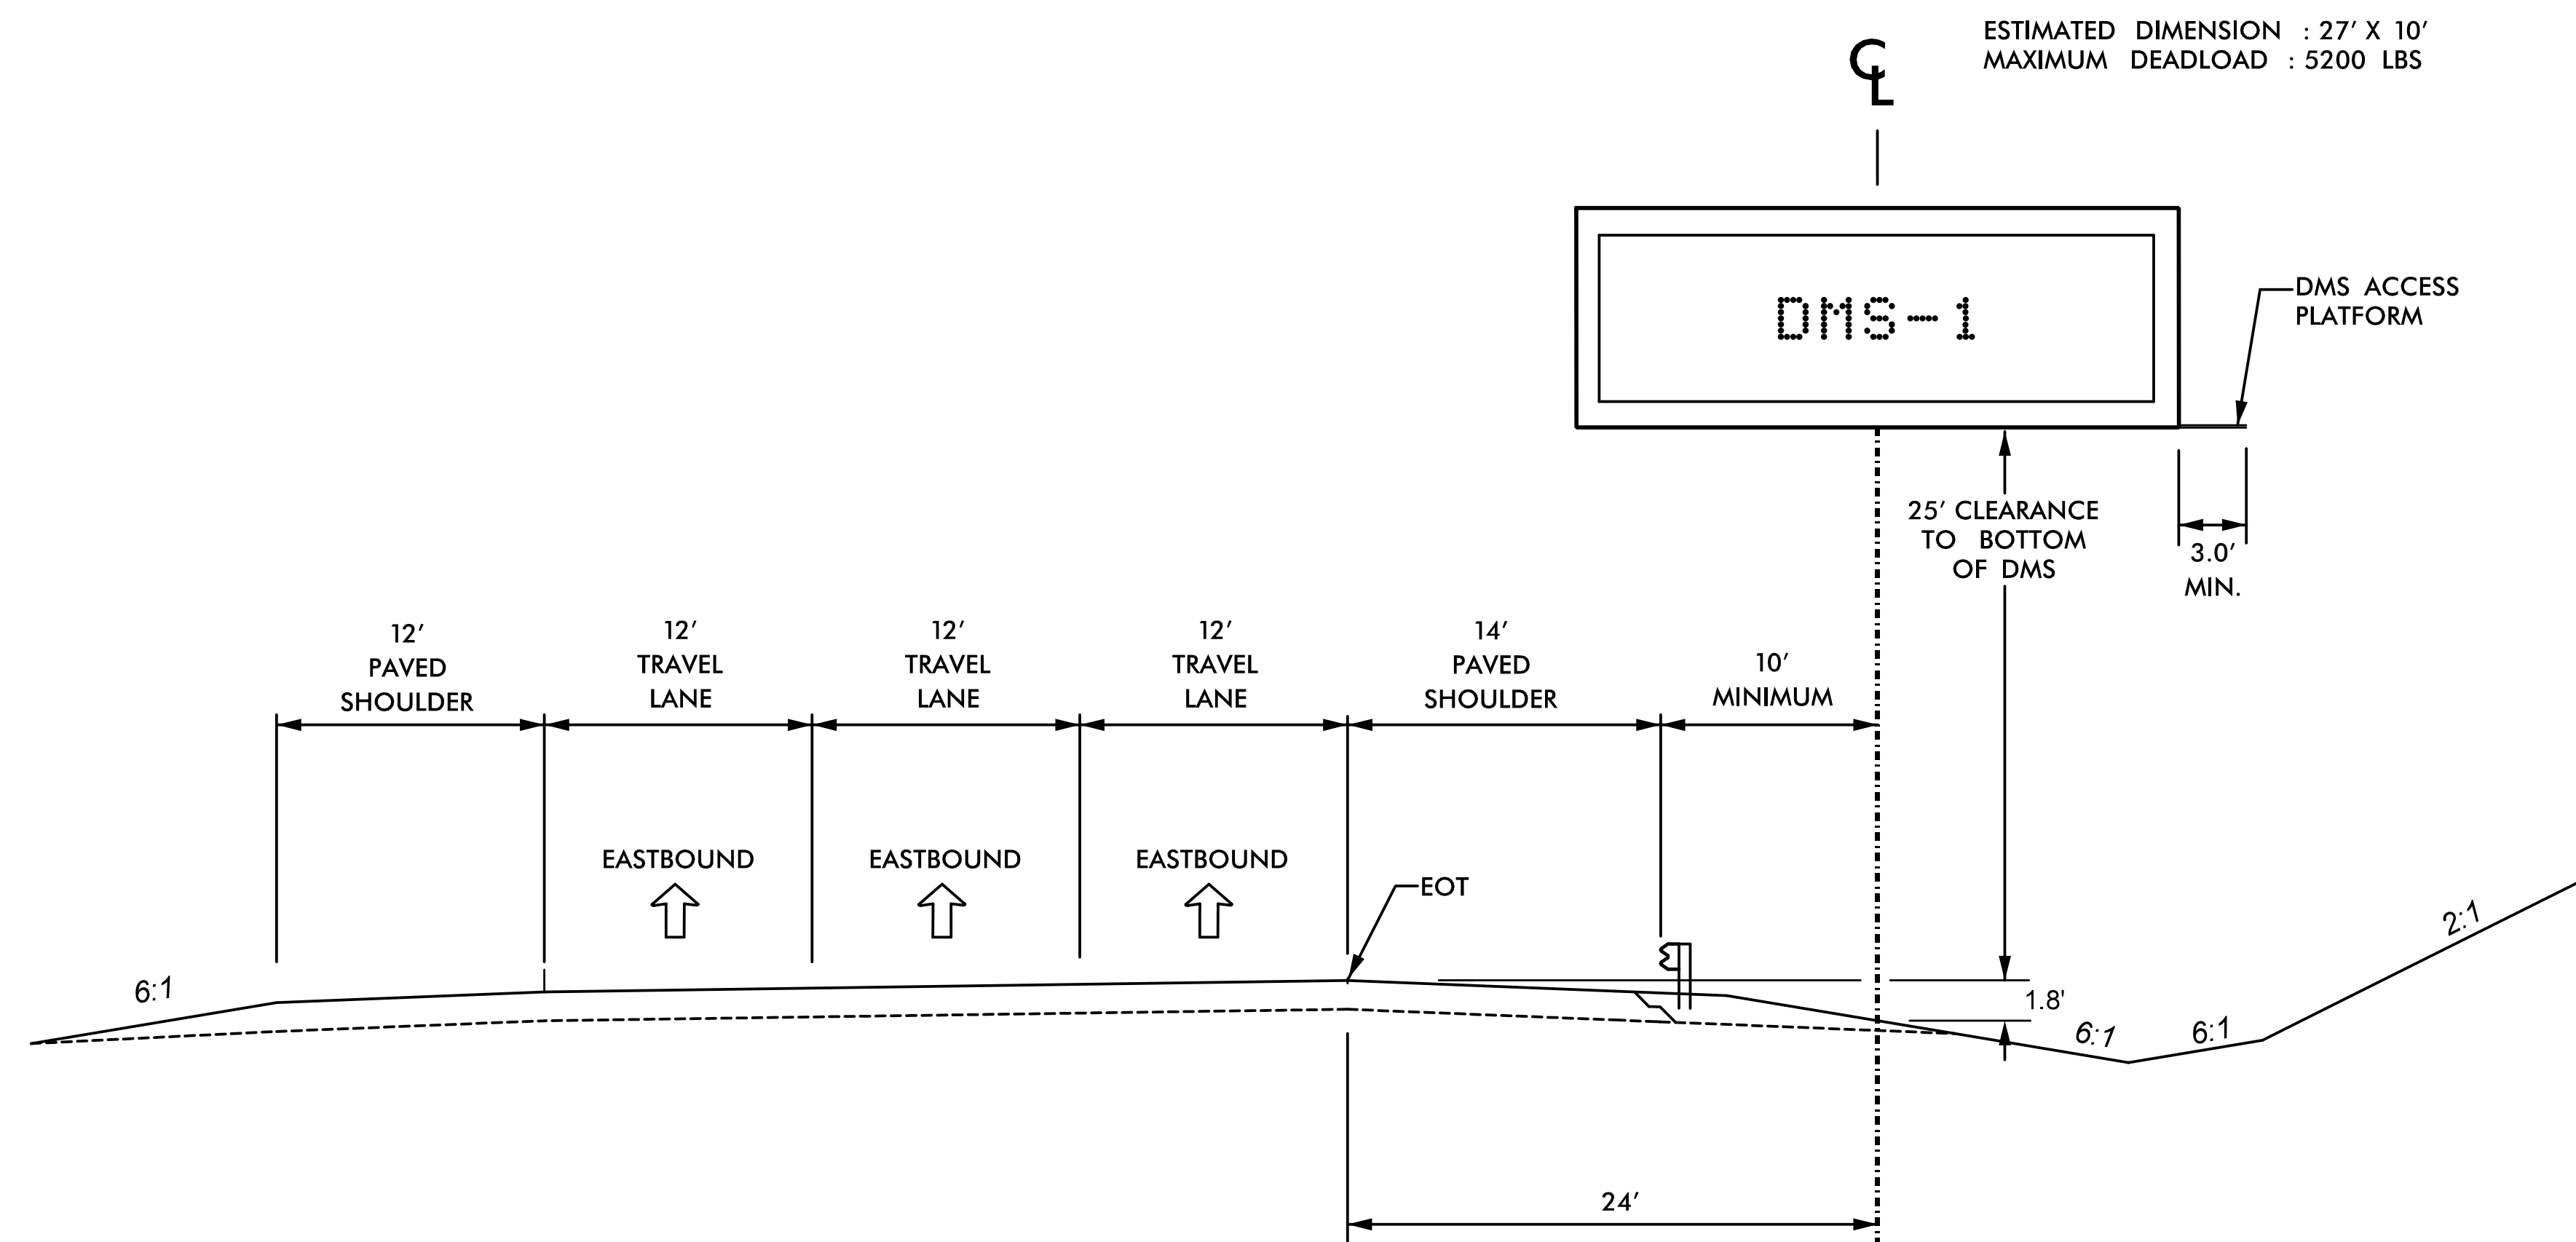 ESTIMATED DIMENSION : 27' X 10'
MAXIMUM DEADLOAD : 5200 LBS
CL
DMS-1
DMS ACCESS
PLATFORM
25' CLEARANCE
TO BOTTOM
OF DMS
3.0'
MIN.
12'
PAVED
SHOULDER
12'
TRAVEL
LANE
12'
TRAVEL
LANE
12'
TRAVEL
LANE
14'
PAVED
SHOULDER
10'
MINIMUM
EASTBOUND
EASTBOUND
EASTBOUND
EOT
6:1
1.8'
6:1
6:1
2:1
24'